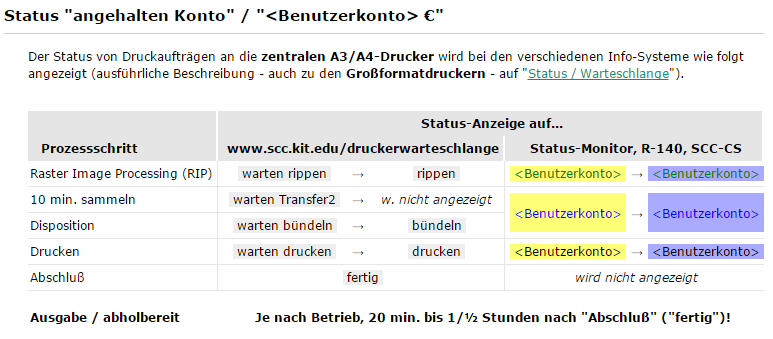 Status "angehalten Konto" / "<Benutzerkonto> €"
Der Status von Druckaufträgen an die zentralen A3/A4-Drucker wird bei den verschiedenen Info-Systeme wie folgt
angezeigt (ausführliche Beschreibung - auch zu den Großformatdruckern - auf "Status / Warteschlange").
Status-Anzeige auf...
Prozessschritt www.scc.kit.edu/druckerwarteschlange Status-Monitor, R-140, SCC-CS
Raster Image Processing (RIP) warten rippen → rippen <Benutzerkonto> → <Benutzerkonto>
10 min. sammeln warten Transfer2 → w. nicht angezeigt
<Benutzerkonto> → <Benutzerkonto>
Disposition warten bündeln → bündeln
Drucken warten drucken → drucken <Benutzerkonto> → <Benutzerkonto>
Abschluß fertig wird nicht angezeigt
Ausgabe / abholbereit Je nach Betrieb, 20 min. bis 1/½ Stunden nach "Abschluß" ("fertig")!